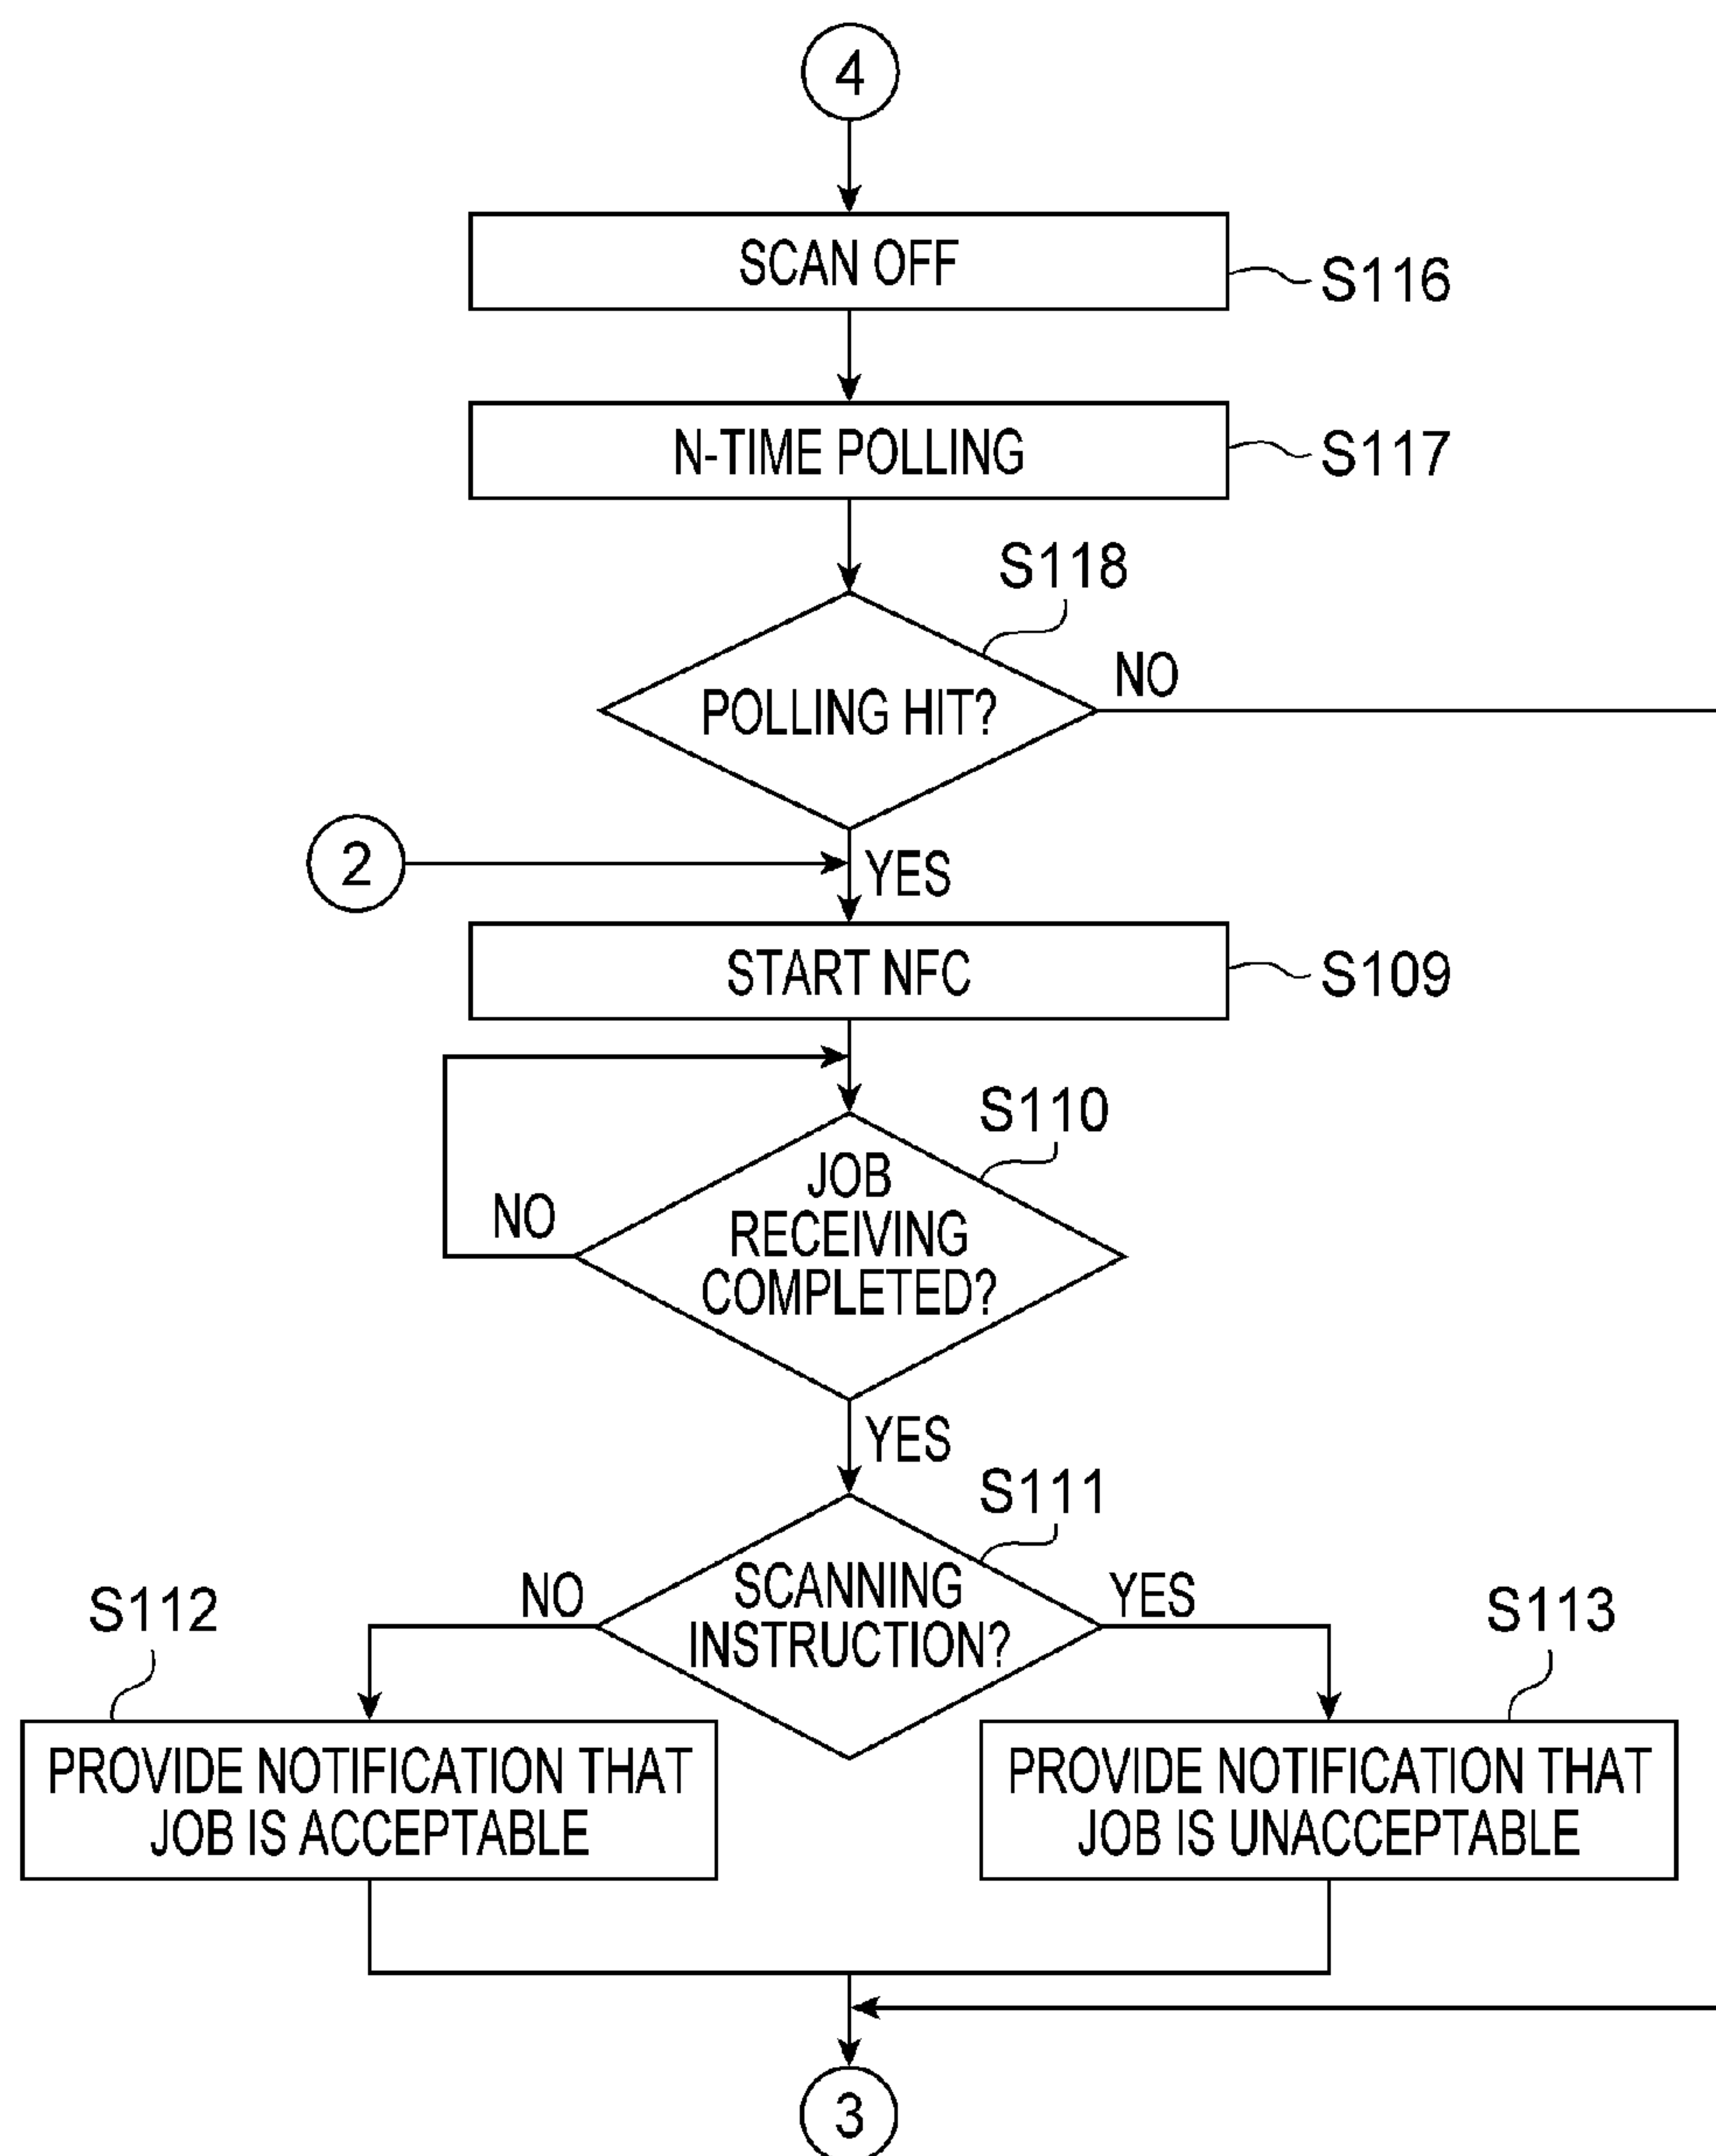 4
SCAN OFF
S116
N-TIME POLLING
S117
S118
POLLING HIT?
NO
2
YES
START NFC
S109
S110
JOB
RECEIVING
COMPLETED?
NO
YES
S111
SCANNING
INSTRUCTION?
NO
YES
S112
S113
PROVIDE NOTIFICATION THAT
JOB IS ACCEPTABLE
PROVIDE NOTIFICATION THAT
JOB IS UNACCEPTABLE
3